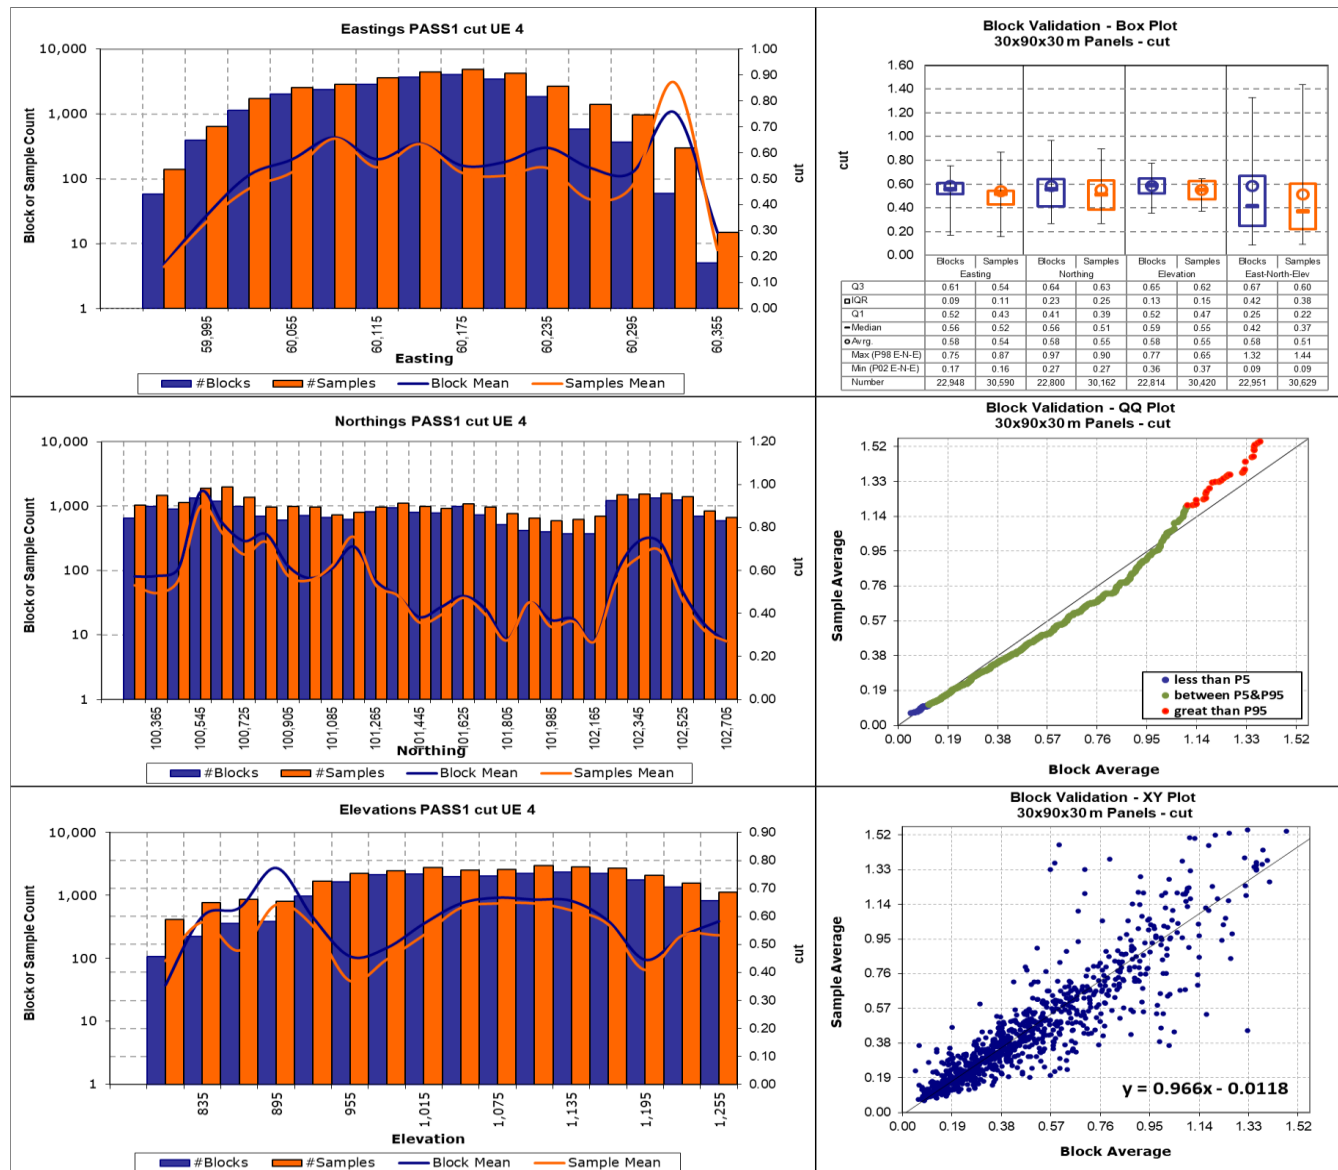 Eastings PASS1 cut UE 4
Block or Sample Count
10,000
1,000
100
10
1
1.00
0.90
0.80
0.70
0.60
0.50
0.40
0.30
0.20
0.10
0.00
cut
59,995
60,055
60,115
60,175
60,235
60,295
60,355
Easting
#Blocks #Samples Block Mean Samples Mean
Block Validation - Box Plot
30x90x30 m Panels - cut
1.60
1.40
1.20
1.00
0.80
0.60
0.40
0.20
0.00
cut
Blocks Samples Blocks Samples Blocks Samples Blocks Samples
Easting Northing Elevation East-North-Elev
Q3 0.61 0.54 0.64 0.63 0.65 0.62 0.67 0.60
IQR 0.09 0.11 0.23 0.25 0.13 0.15 0.42 0.38
Q1 0.52 0.43 0.41 0.39 0.52 0.47 0.25 0.22
Median 0.56 0.52 0.56 0.51 0.59 0.55 0.42 0.37
Avrg. 0.58 0.54 0.58 0.55 0.58 0.55 0.58 0.51
Max (P98 E-N-E) 0.75 0.87 0.97 0.90 0.77 0.65 1.32 1.44
Min (P02 E-N-E) 0.17 0.16 0.27 0.27 0.36 0.37 0.09 0.09
Number 22,948 30,590 22,800 30,162 22,814 30,420 22,951 30,629
Northings PASS1 cut UE 4
Block or Sample Count
10,000
1,000
100
10
1
1.20
1.00
0.80
0.60
0.40
0.20
0.00
cut
100,365
100,545
100,725
100,905
101,085
101,265
101,445
101,625
101,805
101,985
102,165
102,345
102,525
102,705
Northing
#Blocks #Samples Block Mean Samples Mean
Block Validation - QQ Plot
30x90x30 m Panels - cut
Sample Average
1.52
1.33
1.14
0.95
0.76
0.57
0.38
0.19
0.00
less than P5
between P5&P95
great than P95
0.00 0.19 0.38 0.57 0.76 0.95 1.14 1.33 1.52
Block Average
Elevations PASS1 cut UE 4
Block or Sample Count
10,000
1,000
100
10
1
0.90
0.80
0.70
0.60
0.50
0.40
0.30
0.20
0.10
0.00
cut
835
895
955
1,015
1,075
1,135
1,195
1,255
Elevation
#Blocks #Samples Block Mean Sample Mean
Block Validation - XY Plot
30x90x30 m Panels - cut
Sample Average
1.52
1.33
1.14
0.95
0.76
0.57
0.38
0.19
0.00
y = 0.966x - 0.0118
0.00 0.19 0.38 0.57 0.76 0.95 1.14 1.33 1.52
Block Average